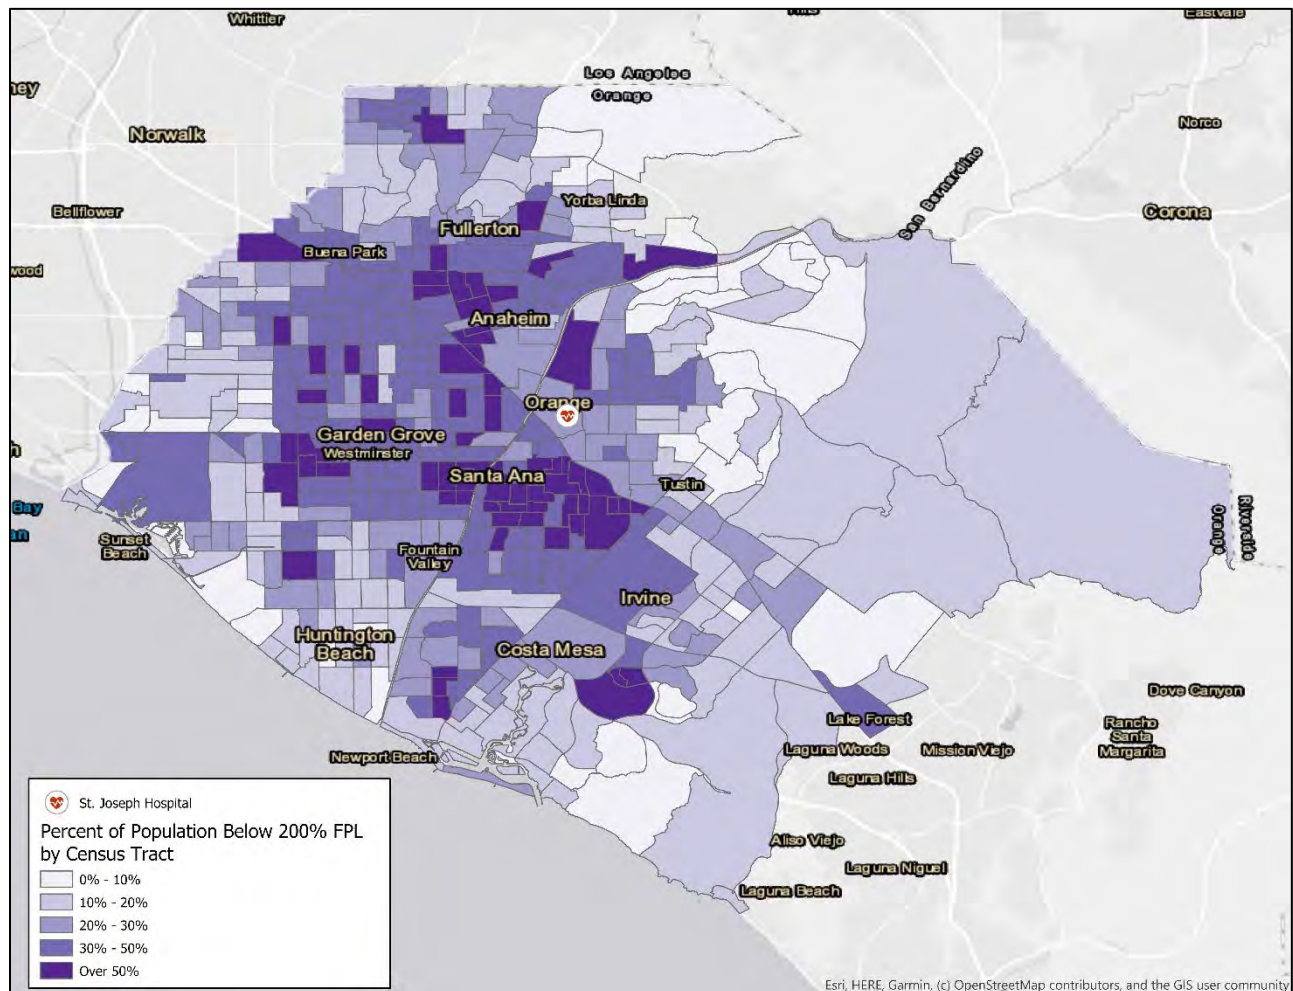 Whittier
Eastvale
Los Angeles
Orange
ney
Norwalk
Norco
San Bernardino
Bellflower
Yorba Linda
Corona
Fullerton
Buena Park
wood
Anaheim
Orange
Garden Grove
Westminster
Santa Ana
Tustin
h
Bay
an
Sunset
Beach
Fountain
Valley
Riverside
Orange
Irvine
Huntington
Beach
Costa Mesa
Dove Canyon
Lake Forest
Rancho
Santa
Margarita
Newport Beach
Laguna Woods
Mission Viejo
Laguna Hills
Aliso Viejo
Laguna Niguel
Laguna Beach
St. Joseph Hospital
Percent of Population Below 200% FPL
by Census Tract
0% - 10%
10% - 20%
20% - 30%
30% - 50%
Over 50%
Esri, HERE, Garmin, (c) OpenStreetMap contributors, and the GIS user community